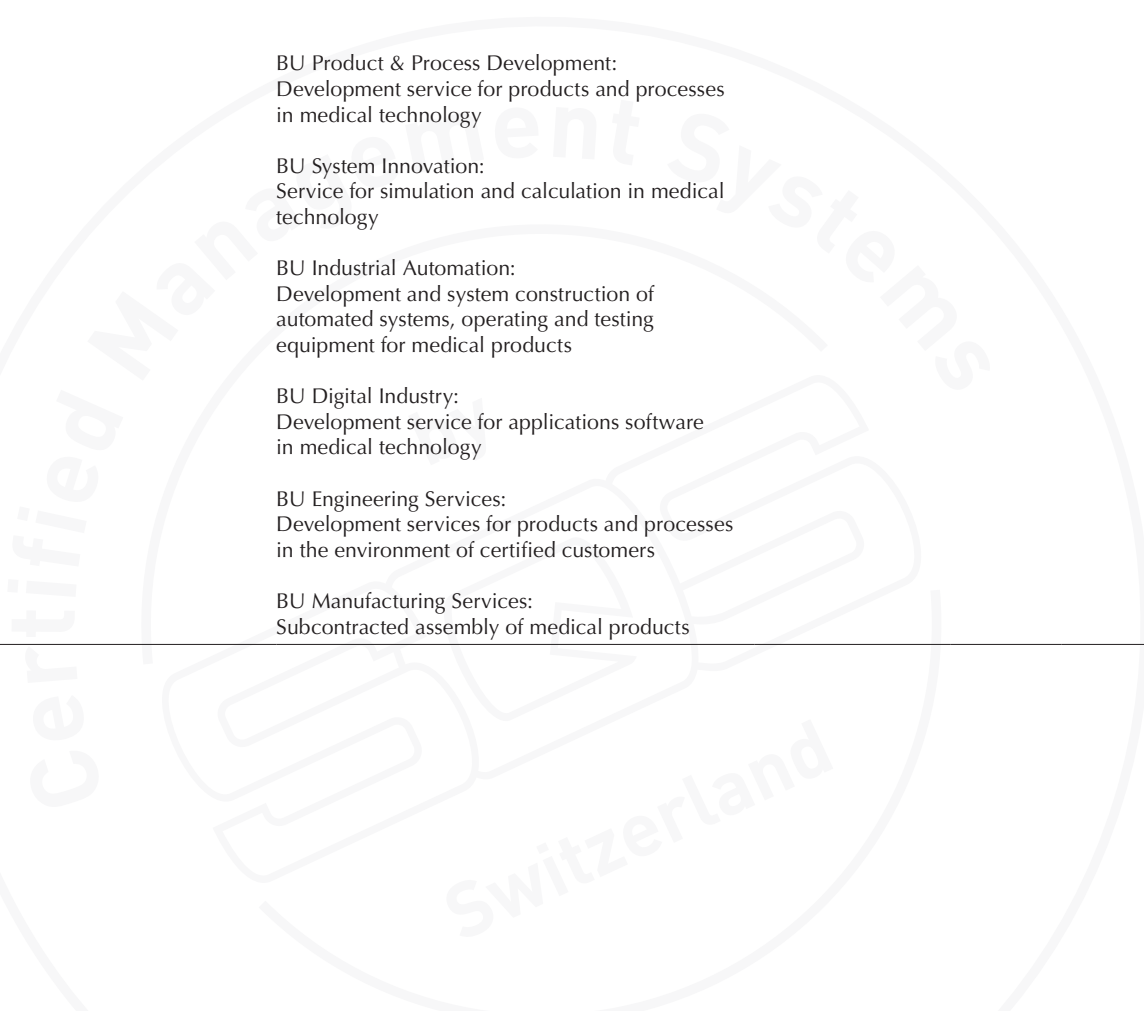 BU Product & Process Development:
Development service for products and processes
in medical technology
BU System Innovation:
Service for simulation and calculation in medical
technology
BU Industrial Automation:
Development and system construction of
automated systems, operating and testing
equipment for medical products
BU Digital Industry:
Development service for applications software
in medical technology
BU Engineering Services:
Development services for products and processes
in the environment of certified customers
BU Manufacturing Services:
Subcontracted assembly of medical products
Certified Management Systems
by
SQS
Switzerland